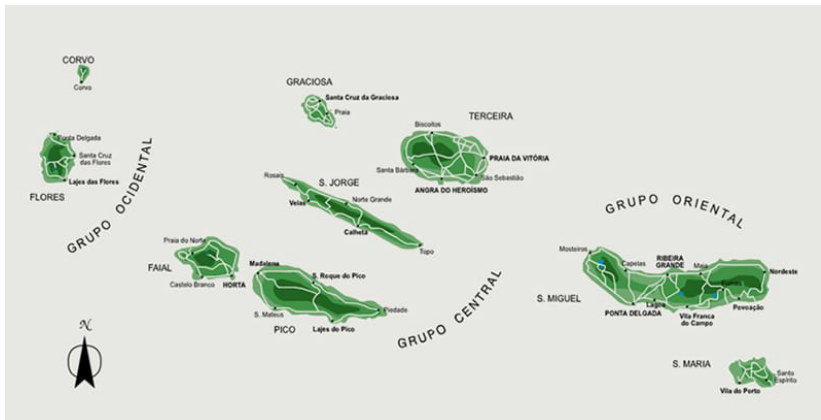 CORVO
Corvo
Ponta Delgada
Santa Cruz
das Flores
Lajes das Flores
FLORES
GRUPO OCIDENTAL
GRACIOSA
Santa Cruz da Graciosa
Praia
TERCEIRA
Biscoitos
PRAIA DA VITÓRIA
Santa Bárbara
São Sebastião
ANGRA DO HEROÍSMO
Rosais
S. JORGE
Velas
Norte Grande
Calheta
Topo
Praia do Norte
FAIAL
Castelo Branco
HORTA
Madalena
S. Roque do Pico
S. Mateus
Piedade
Lajes do Pico
PICO
GRUPO CENTRAL
GRUPO ORIENTAL
Mosteiros
Capelas
RIBEIRA
GRANDE
Maia
Nordeste
Furnas
S. MIGUEL
Lagoa
PONTA DELGADA
Vila Franca
do Campo
Povoação
S. MARIA
Santo
Espírito
Vila do Porto
N